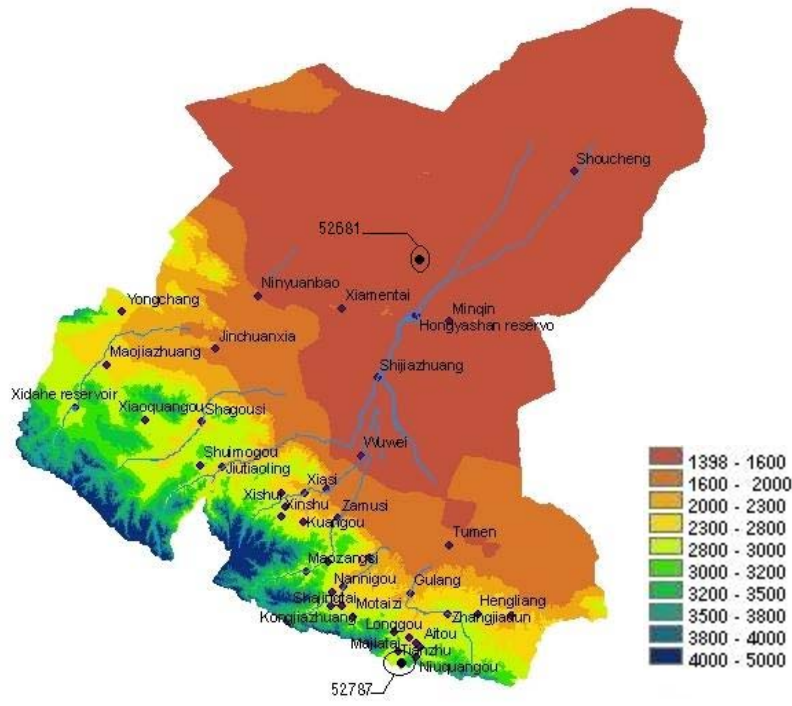 Shoucheng
52681
Ninyuanbao
Xiamentai
Yongchang
Minqin
Hongyashan reservo
Jinchuanxia
Maojiazhuang
Shijiazhuang
Xidahe reservoir
Xiaoquangou
Shagousi
Wuwei
Shuimogou
Jiutiaoling
Xiasi
Xishui
Xinshu
Zamusi
Kuangou
Tumen
Maozangsi
Nannigou
Gulang
Shajingtai
Motaizi
Hengliang
Kongjiazhuang
Zhangjiadun
Longgou
Aitou
Majiatai
Tianzhu
Niuquangou
52787
1398 - 1600
1600 - 2000
2000 - 2300
2300 - 2800
2800 - 3000
3000 - 3200
3200 - 3500
3500 - 3800
3800 - 4000
4000 - 5000